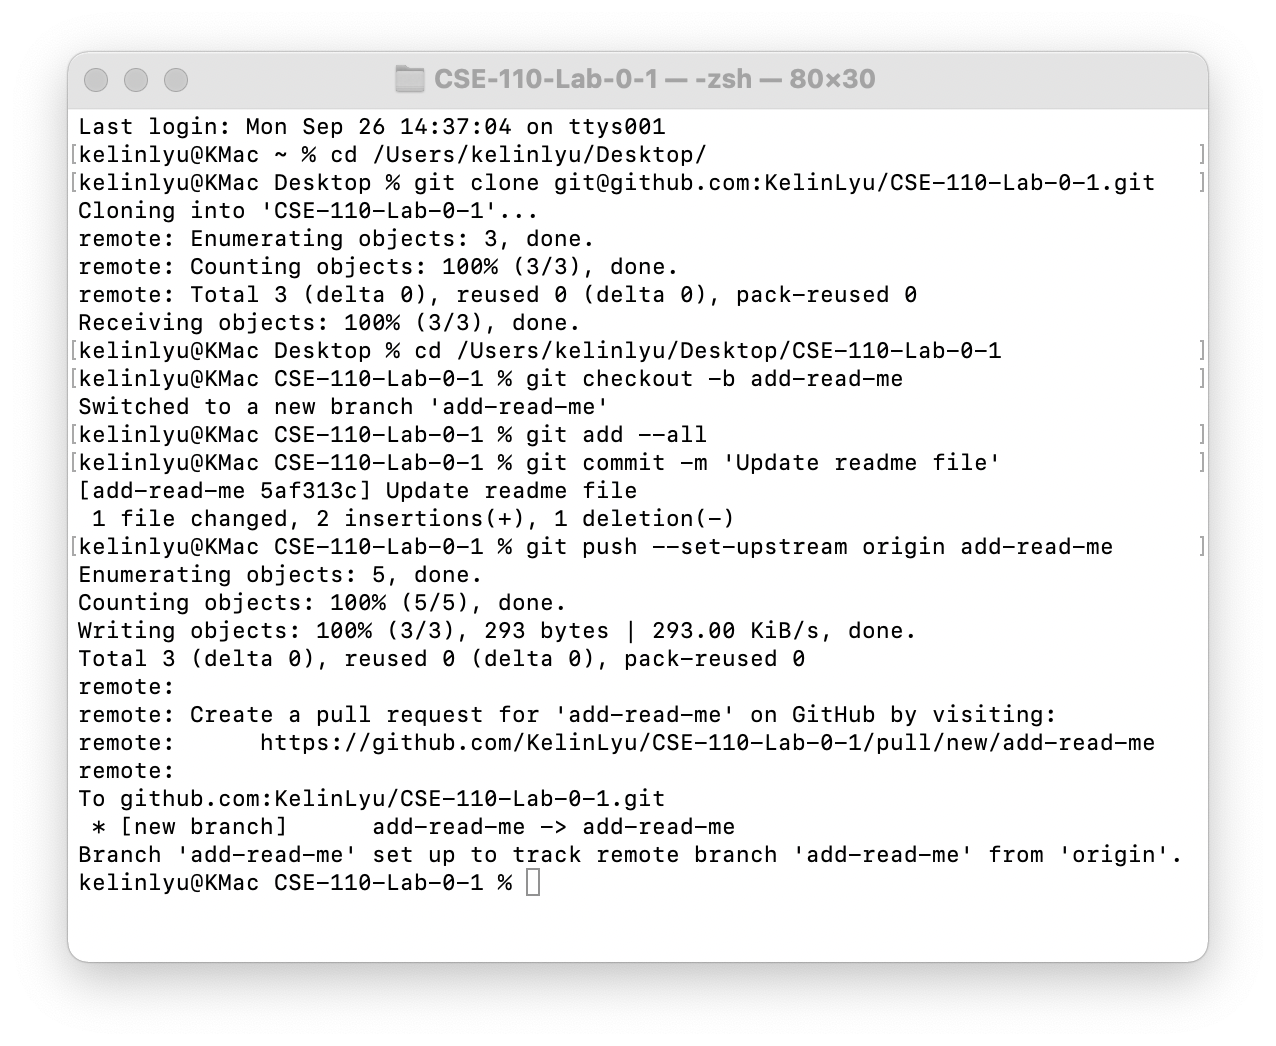 CSE-110-Lab-0-1 — -zsh — 80×30
Last login: Mon Sep 26 14:37:04 on ttys001
[kelinlyu@KMac ~ % cd /Users/kelinlyu/Desktop/ ]
[kelinlyu@KMac Desktop % git clone git@github.com:KelinLyu/CSE-110-Lab-0-1.git ]
Cloning into 'CSE-110-Lab-0-1'...
remote: Enumerating objects: 3, done.
remote: Counting objects: 100% (3/3), done.
remote: Total 3 (delta 0), reused 0 (delta 0), pack-reused 0
Receiving objects: 100% (3/3), done.
[kelinlyu@KMac Desktop % cd /Users/kelinlyu/Desktop/CSE-110-Lab-0-1 ]
[kelinlyu@KMac CSE-110-Lab-0-1 % git checkout -b add-read-me ]
Switched to a new branch 'add-read-me'
[kelinlyu@KMac CSE-110-Lab-0-1 % git add --all ]
[kelinlyu@KMac CSE-110-Lab-0-1 % git commit -m 'Update readme file' ]
[add-read-me 5af313c] Update readme file
 1 file changed, 2 insertions(+), 1 deletion(-)
[kelinlyu@KMac CSE-110-Lab-0-1 % git push --set-upstream origin add-read-me ]
Enumerating objects: 5, done.
Counting objects: 100% (5/5), done.
Writing objects: 100% (3/3), 293 bytes | 293.00 KiB/s, done.
Total 3 (delta 0), reused 0 (delta 0), pack-reused 0
remote:
remote: Create a pull request for 'add-read-me' on GitHub by visiting:
remote:      https://github.com/KelinLyu/CSE-110-Lab-0-1/pull/new/add-read-me
remote:
To github.com:KelinLyu/CSE-110-Lab-0-1.git
 * [new branch]      add-read-me -> add-read-me
Branch 'add-read-me' set up to track remote branch 'add-read-me' from 'origin'.
kelinlyu@KMac CSE-110-Lab-0-1 %